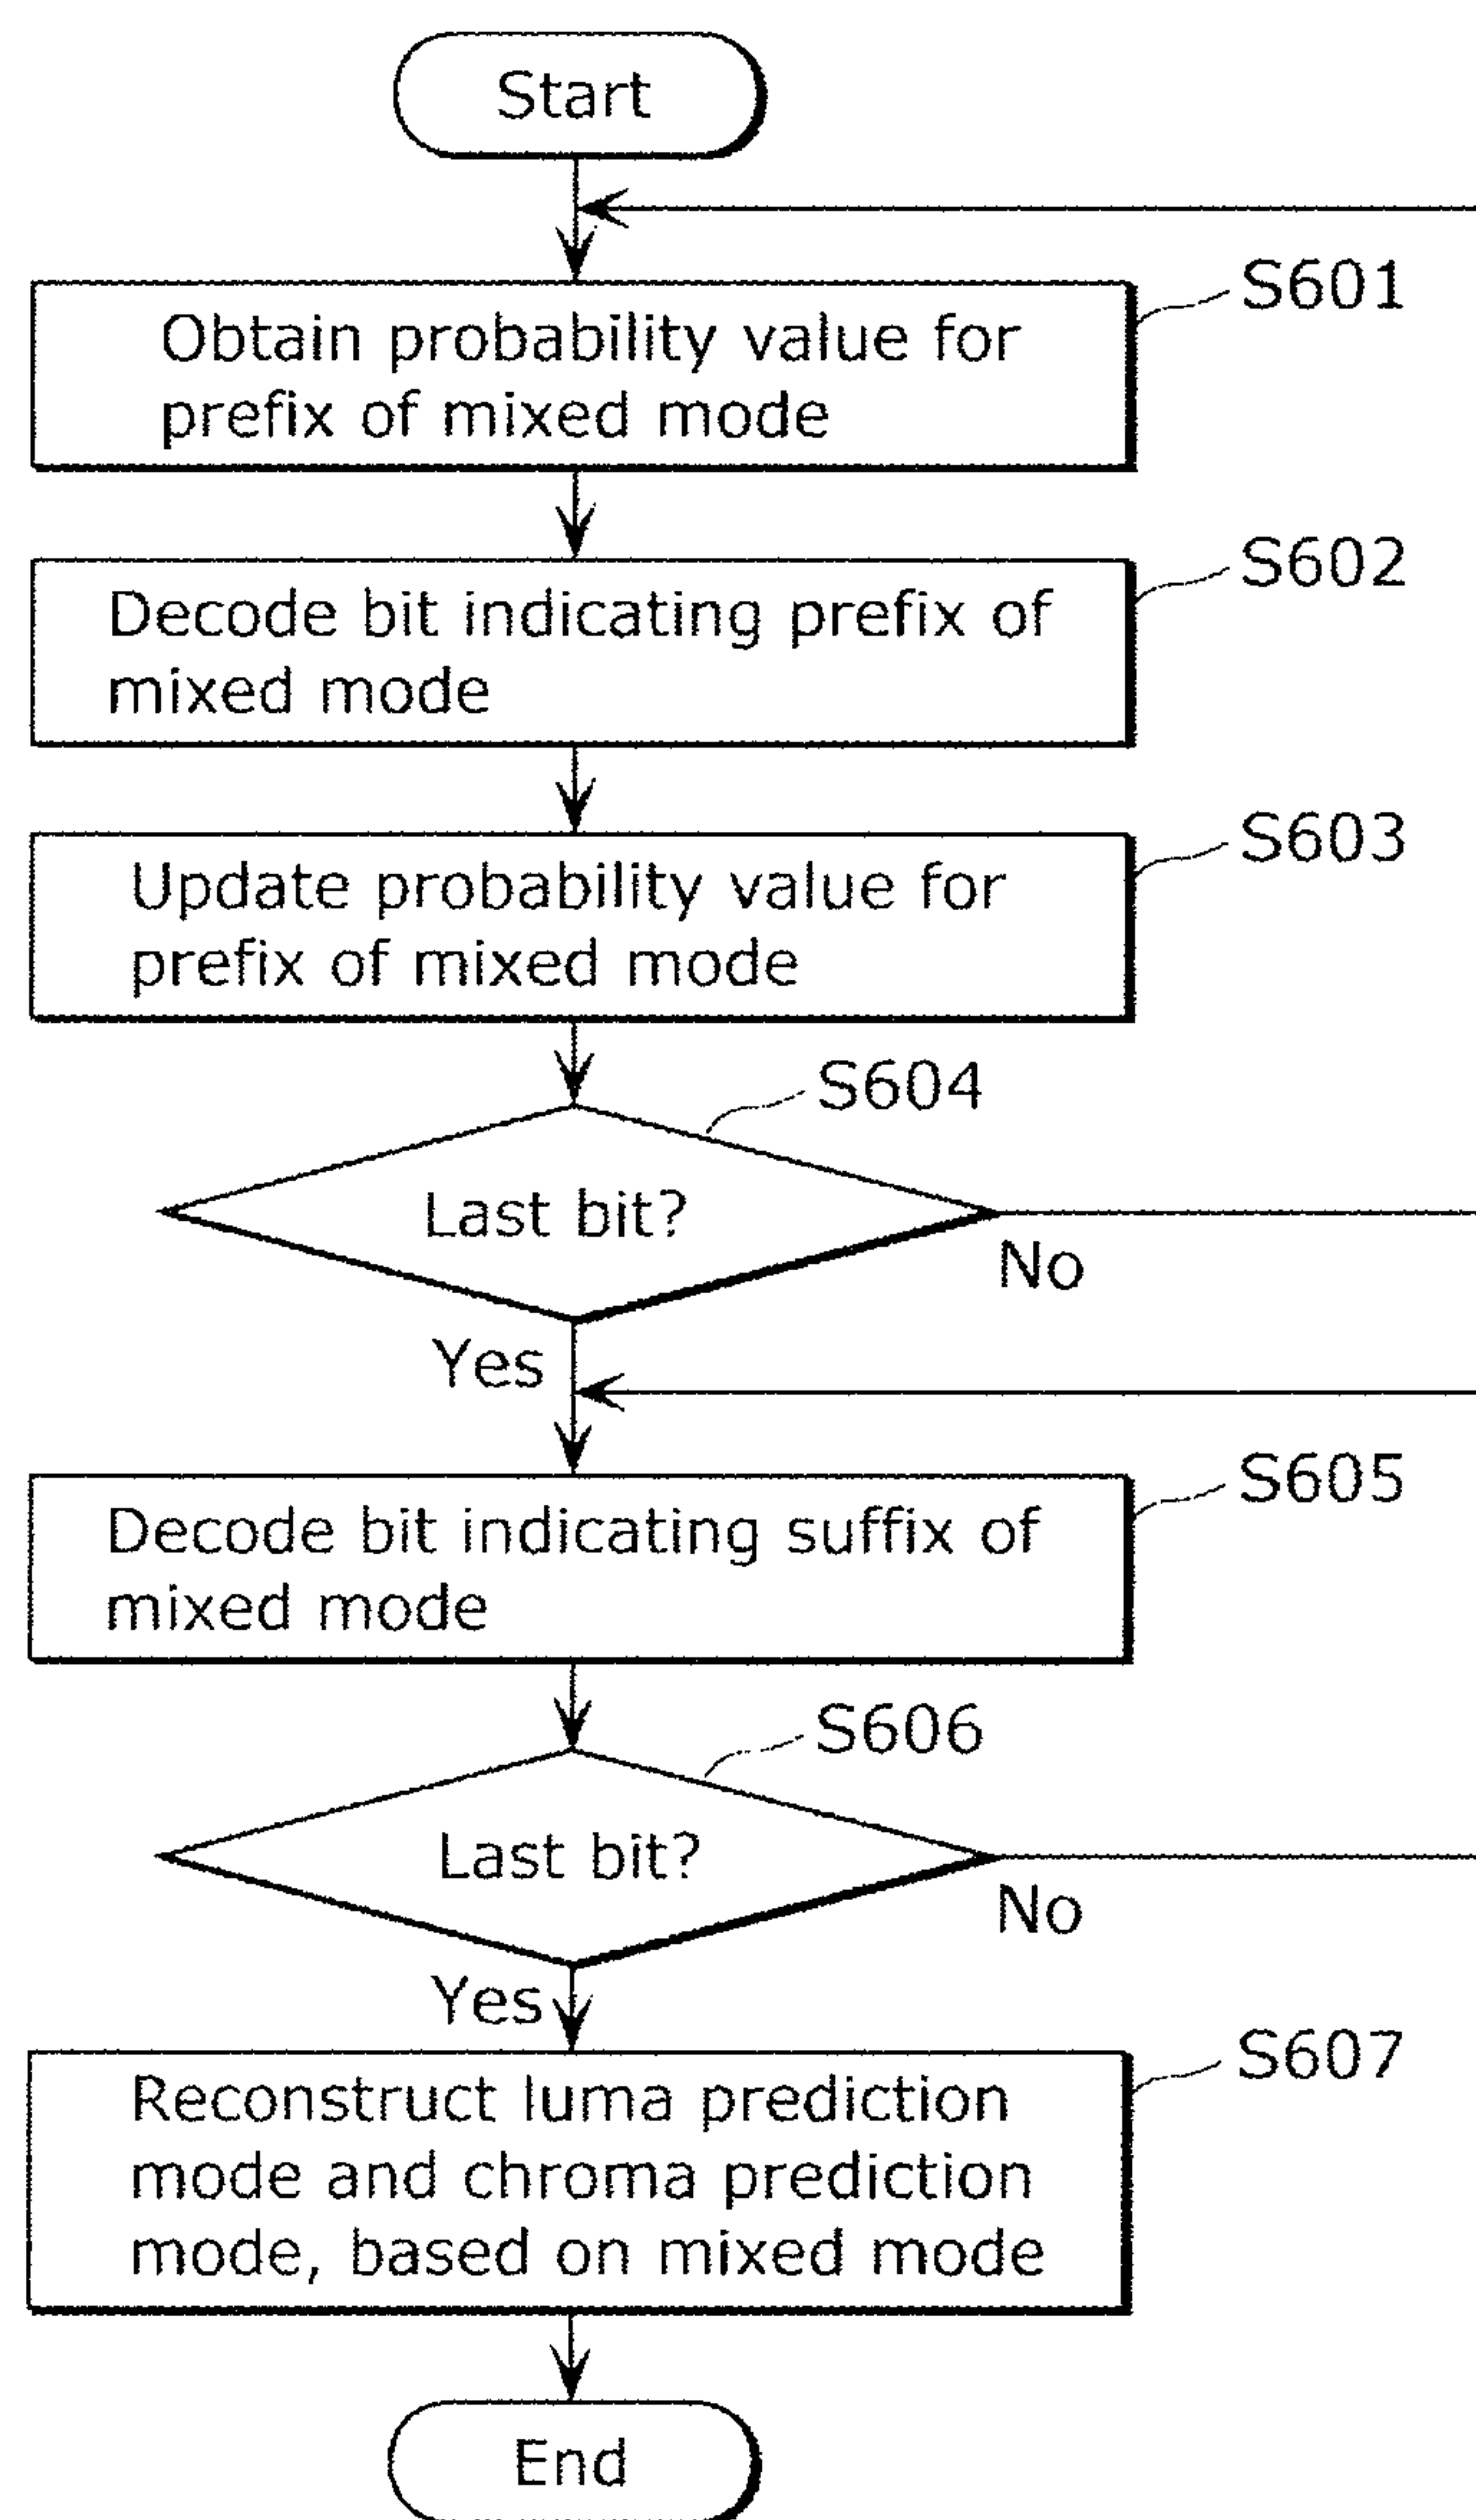 Start
S601
Obtain probability value for
prefix of mixed mode
S602
Decode bit indicating prefix of
mixed mode
S603
Update probability value for
prefix of mixed mode
S604
Last bit?
No
Yes
S605
Decode bit indicating suffix of
mixed mode
S606
Last bit?
No
Yes
S607
Reconstruct luma prediction
mode and chroma prediction
mode, based on mixed mode
End